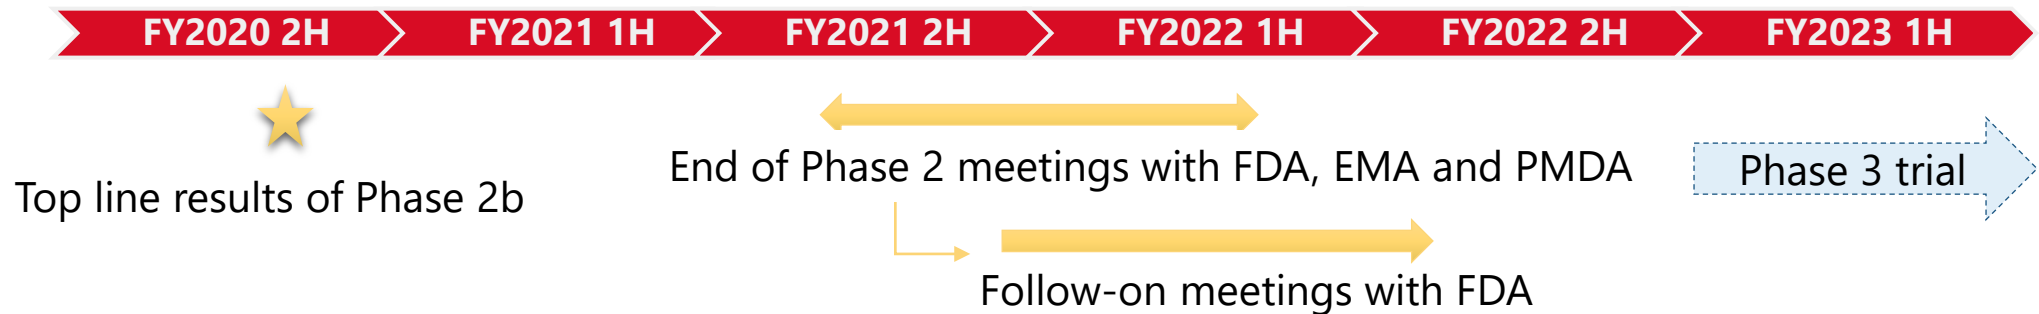 FY2020 2H
FY2021 1H
FY2021 2H
FY2022 1H
FY2022 2H
FY2023 1H
Top line results of Phase 2b
End of Phase 2 meetings with FDA, EMA and PMDA
Phase 3 trial
Follow-on meetings with FDA